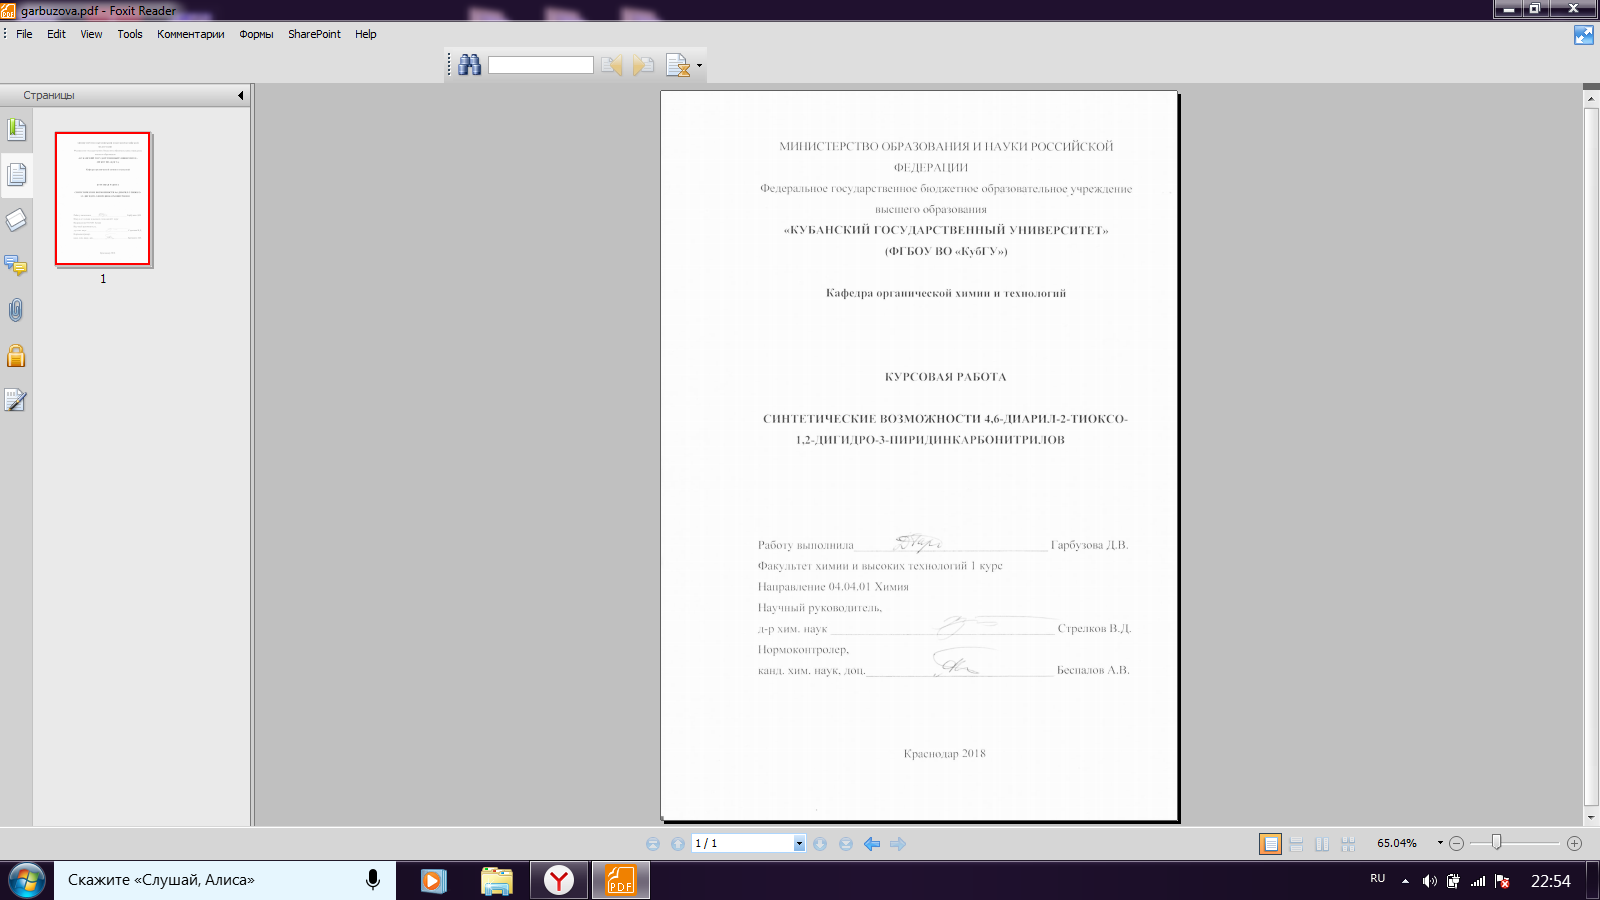 garbuzova.pdf - Foxit Reader
File Edit View Tools Комментарии Формы SharePoint Help
Страницы
1
МИНИСТЕРСТВО ОБРАЗОВАНИЯ И НАУКИ РОССИЙСКОЙ
ФЕДЕРАЦИИ
Федеральное государственное бюджетное образовательное учреждение
высшего образования
«КУБАНСКИЙ ГОСУДАРСТВЕННЫЙ УНИВЕРСИТЕТ»
(ФГБОУ ВО «КубГУ»)
Кафедра органической химии и технологий
КУРСОВАЯ РАБОТА
СИНТЕТИЧЕСКИЕ ВОЗМОЖНОСТИ 4,6-ДИАРИЛ-2-ТИОКСО-
1,2-ДИГИДРО-3-ПИРИДИНКАРБОНИТРИЛОВ
Работу выполнила Гарбузова Д.В.
Факультет химии и высоких технологий 1 курс
Направление 04.04.01 Химия
Научный руководитель,
д-р хим. наук Стрелков В.Д.
Нормоконтролер,
канд. хим. наук, доц. Беспалов А.В.
Краснодар 2018
1 / 1
65.04%
Скажите «Слушай, Алиса»
PDF
RU
22:54